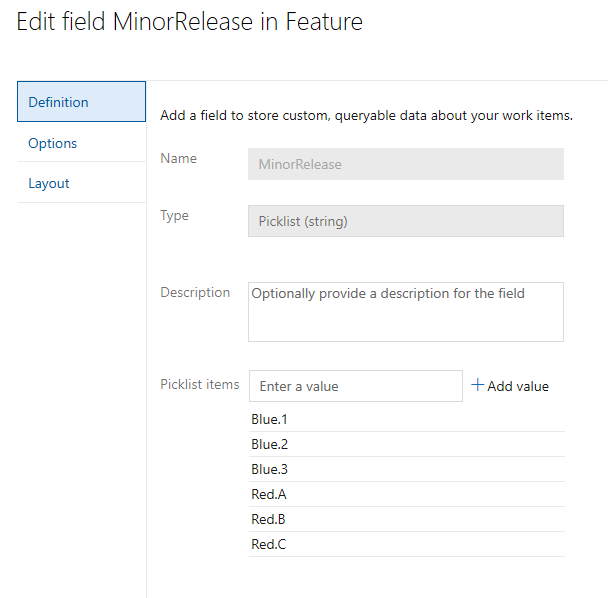 Edit field MinorRelease in Feature
Definition
Options
Layout
Add a field to store custom, queryable data about your work items.
Name
MinorRelease
Type
Picklist (string)
Description
Optionally provide a description for the field
Picklist items
Enter a value
+ Add value
Blue.1
Blue.2
Blue.3
Red.A
Red.B
Red.C